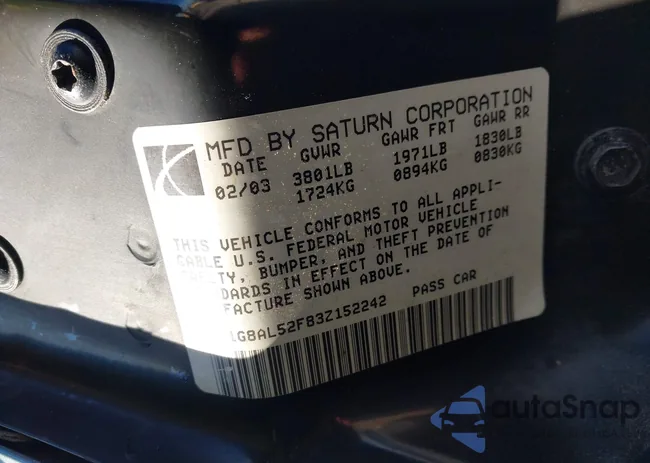 MFD BY SATURN CORPORATION
DATE GVWR GAWR FRT GAWR RR
02/03 3801LB 1971LB 1830LB
1724KG 0894KG 0830KG
THIS VEHICLE CONFORMS TO ALL APPLI-
CABLE U.S. FEDERAL MOTOR VEHICLE
SAFETY, BUMPER, AND THEFT PREVENTION
DARDS IN EFFECT ON THE DATE OF
FACTURE SHOWN ABOVE.
1G8AL52FB3Z152242 PASS CAR
autoSnap